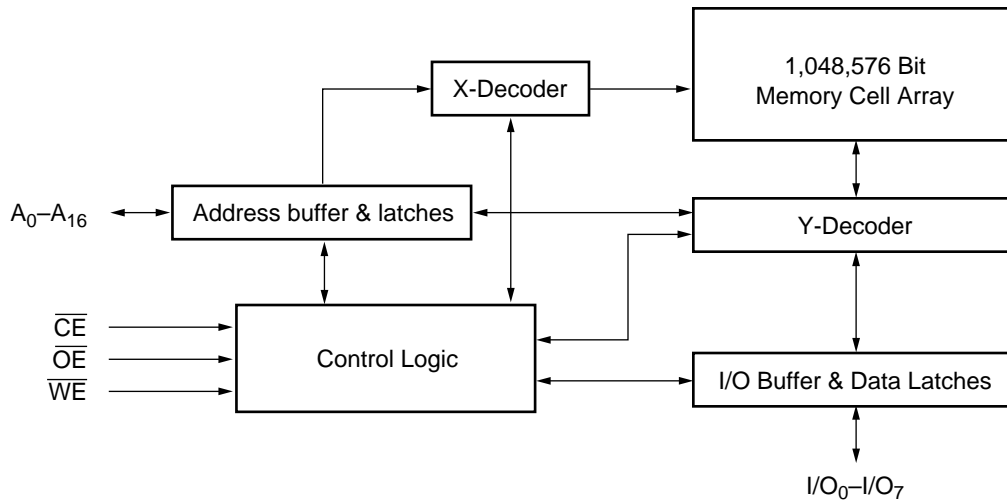 1,048,576 Bit
Memory Cell Array
X-Decoder
A0–A16
Address buffer & latches
Y-Decoder
CE
OE
WE
Control Logic
I/O Buffer & Data Latches
I/O0–I/O7